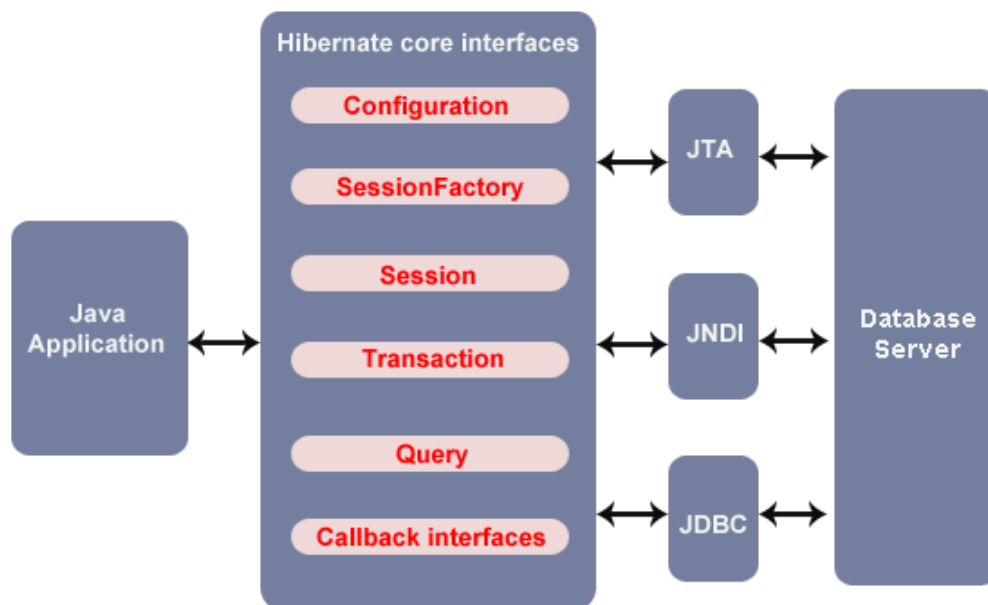 Hibernate core interfaces
Configuration
SessionFactory
Session
Transaction
Query
Callback interfaces
Java
Application
JTA
JNDI
JDBC
Database
Server